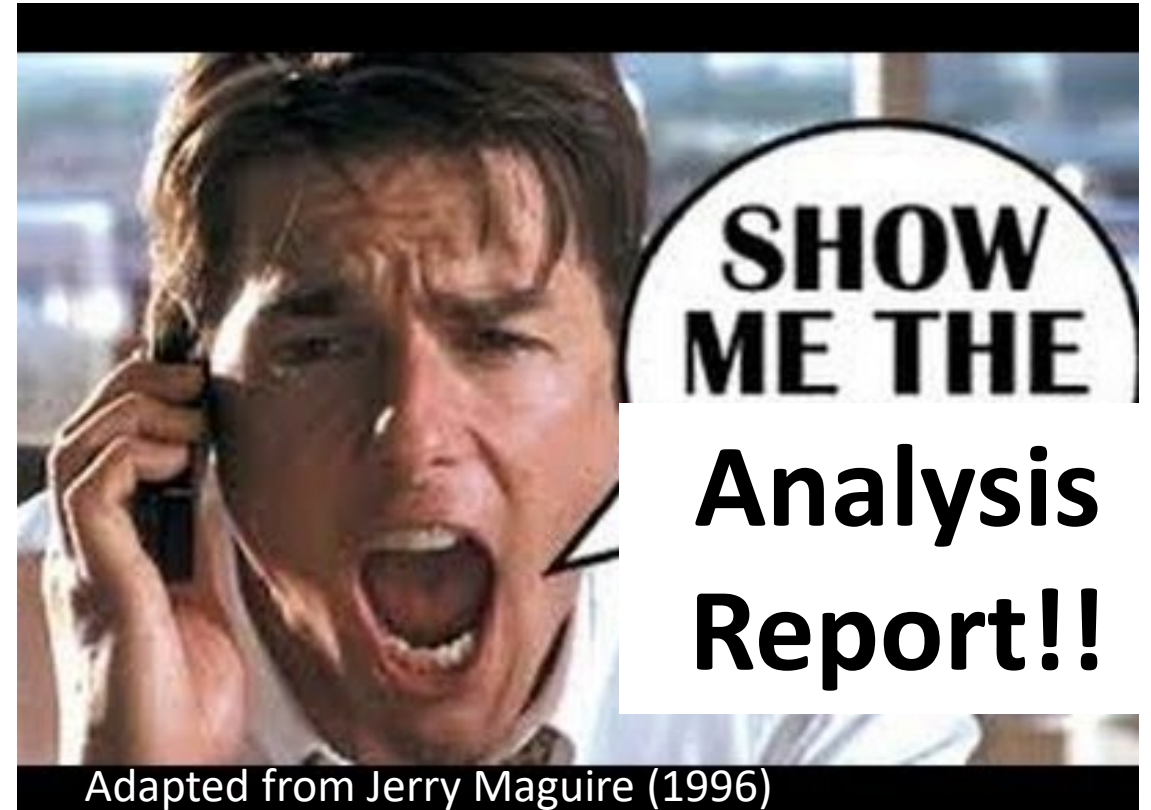 SHOW
ME THE
Analysis
Report!!
Adapted from Jerry Maguire (1996)